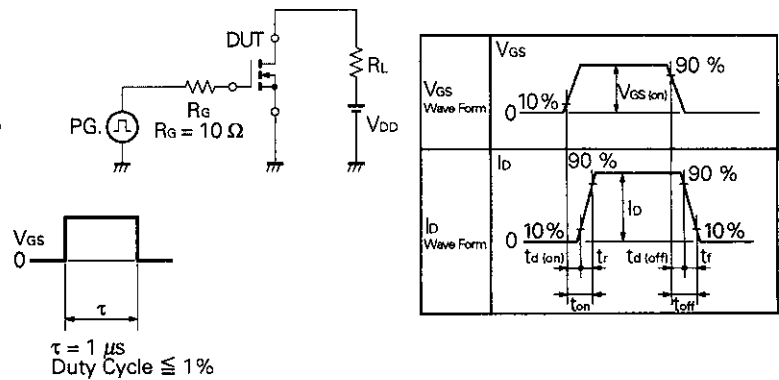 DUT
RL
RG
RG = 10 Ω
PG.
VDD
VGS
0
τ
τ = 1 μs
Duty Cycle ≦ 1%
VGS
Wave Form
VGS
90 %
VGS (on)
10%
0
ID
Wave Form
ID
90 %
90 %
ID
10%
10%
0
td (on)
tr
td (off)
tf
ton
toff